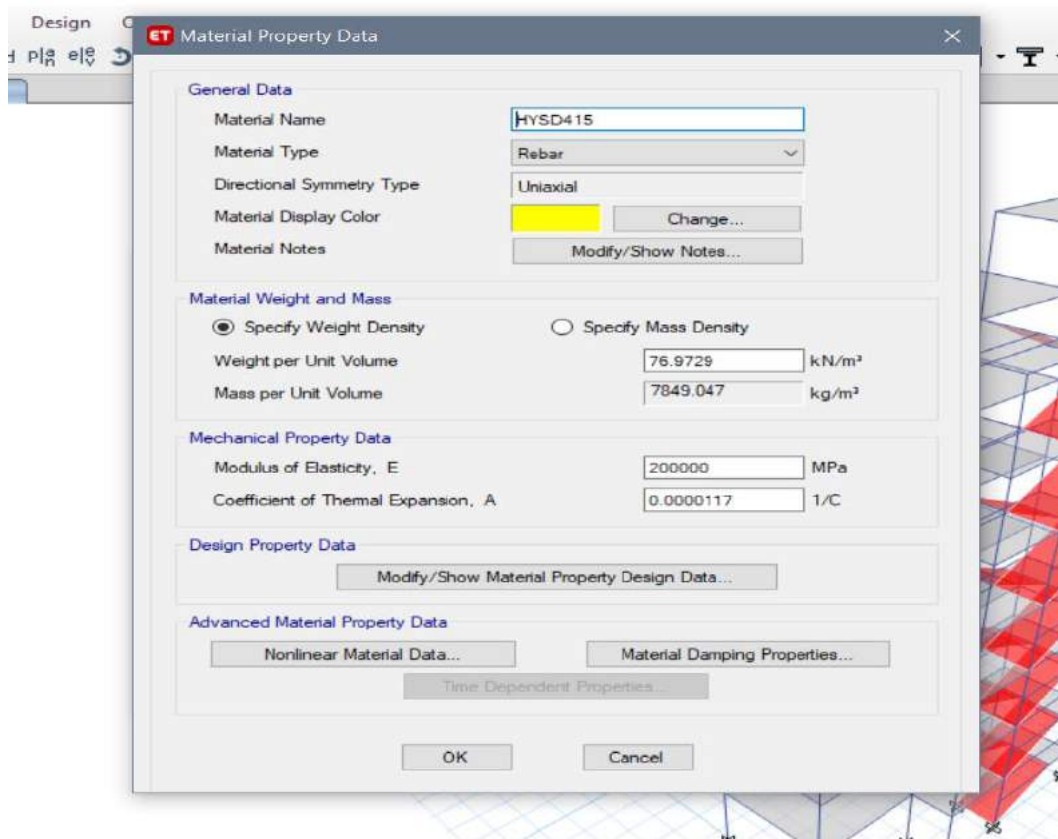 Design
ET Material Property Data
General Data
Material Name HYSD415
Material Type Rebar
Directional Symmetry Type Uniaxial
Material Display Color Change...
Material Notes Modify/Show Notes...
Material Weight and Mass
Specify Weight Density Specify Mass Density
Weight per Unit Volume 76.9729 kN/m³
Mass per Unit Volume 7849.047 kg/m³
Mechanical Property Data
Modulus of Elasticity, E 200000 MPa
Coefficient of Thermal Expansion, A 0.0000117 1/C
Design Property Data
Modify/Show Material Property Design Data...
Advanced Material Property Data
Nonlinear Material Data... Material Damping Properties...
Time Dependent Properties...
OK Cancel